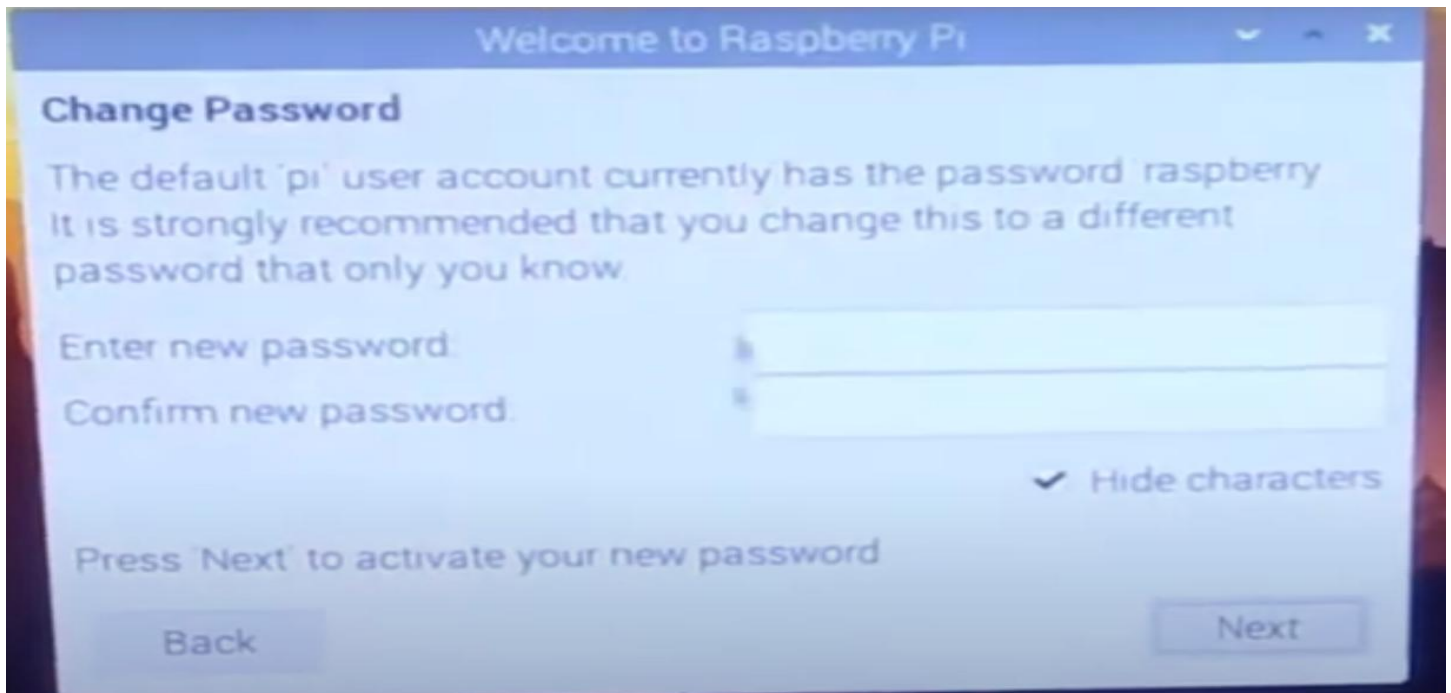 Welcome to Raspberry Pi
Change Password
The default 'pi' user account currently has the password 'raspberry
It is strongly recommended that you change this to a different
password that only you know.
Enter new password:
Confirm new password:
Hide characters
Press 'Next' to activate your new password
Back
Next